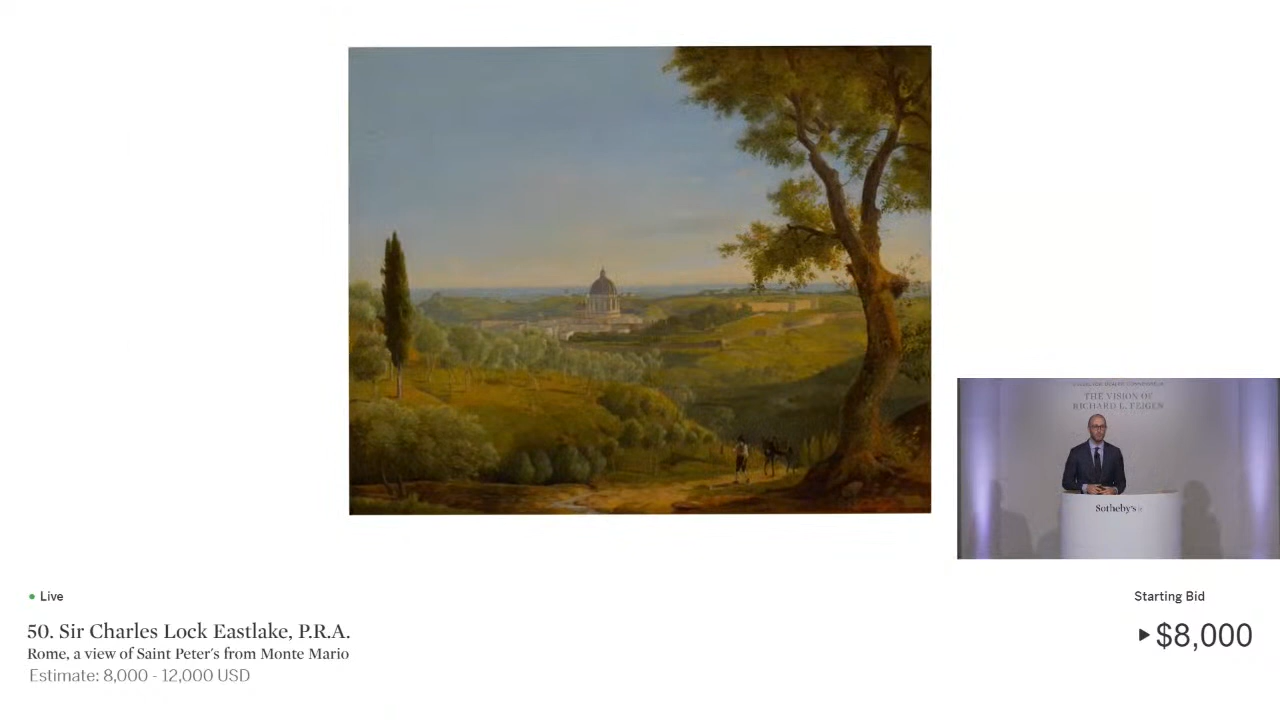 THE VISION OF
RICHARD L. FEIGEN
Sotheby's
Live
Starting Bid
50. Sir Charles Lock Eastlake, P.R.A.
$8,000
Rome, a view of Saint Peter's from Monte Mario
Estimate: 8,000 - 12,000 USD